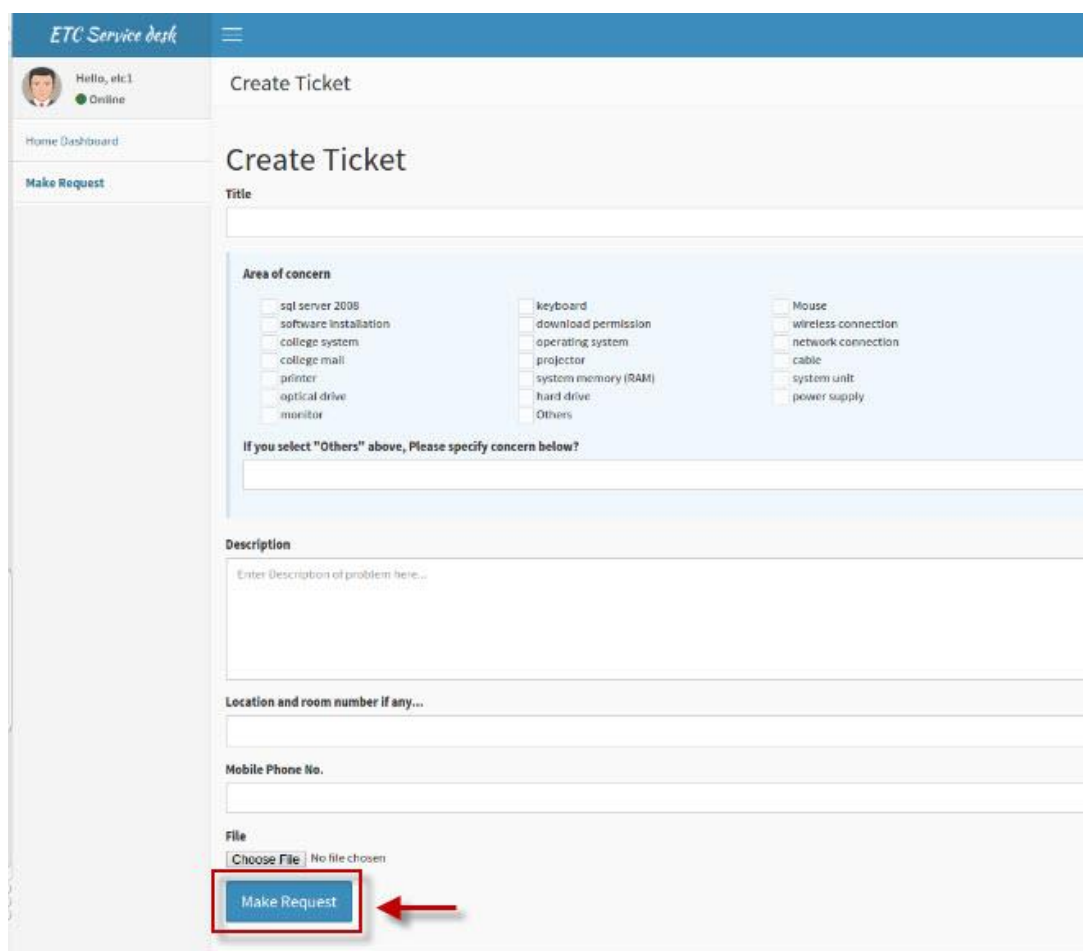 ETC Service desk
Hello, elc1
Online
Home Dashboard
Make Request
Create Ticket
Create Ticket
Title
Area of concern
sql server 2008
keyboard
Mouse
software installation
download permission
wireless connection
college system
operating system
network connection
college mail
projector
cable
printer
system memory (RAM)
system unit
optical drive
hard drive
power supply
monitor
Others
If you select "Others" above, Please specify concern below?
Description
Enter Description of problem here...
Location and room number if any...
Mobile Phone No.
File
Choose File No file chosen
Make Request